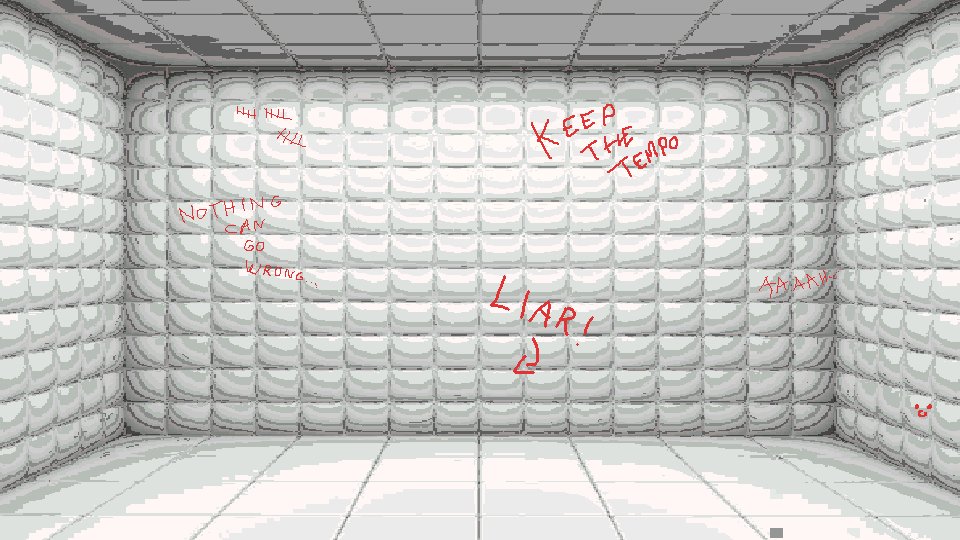 KEEP
THE
TEMPO
NOTHING
CAN
GO
WRONG...
LIAR!
AAAAH